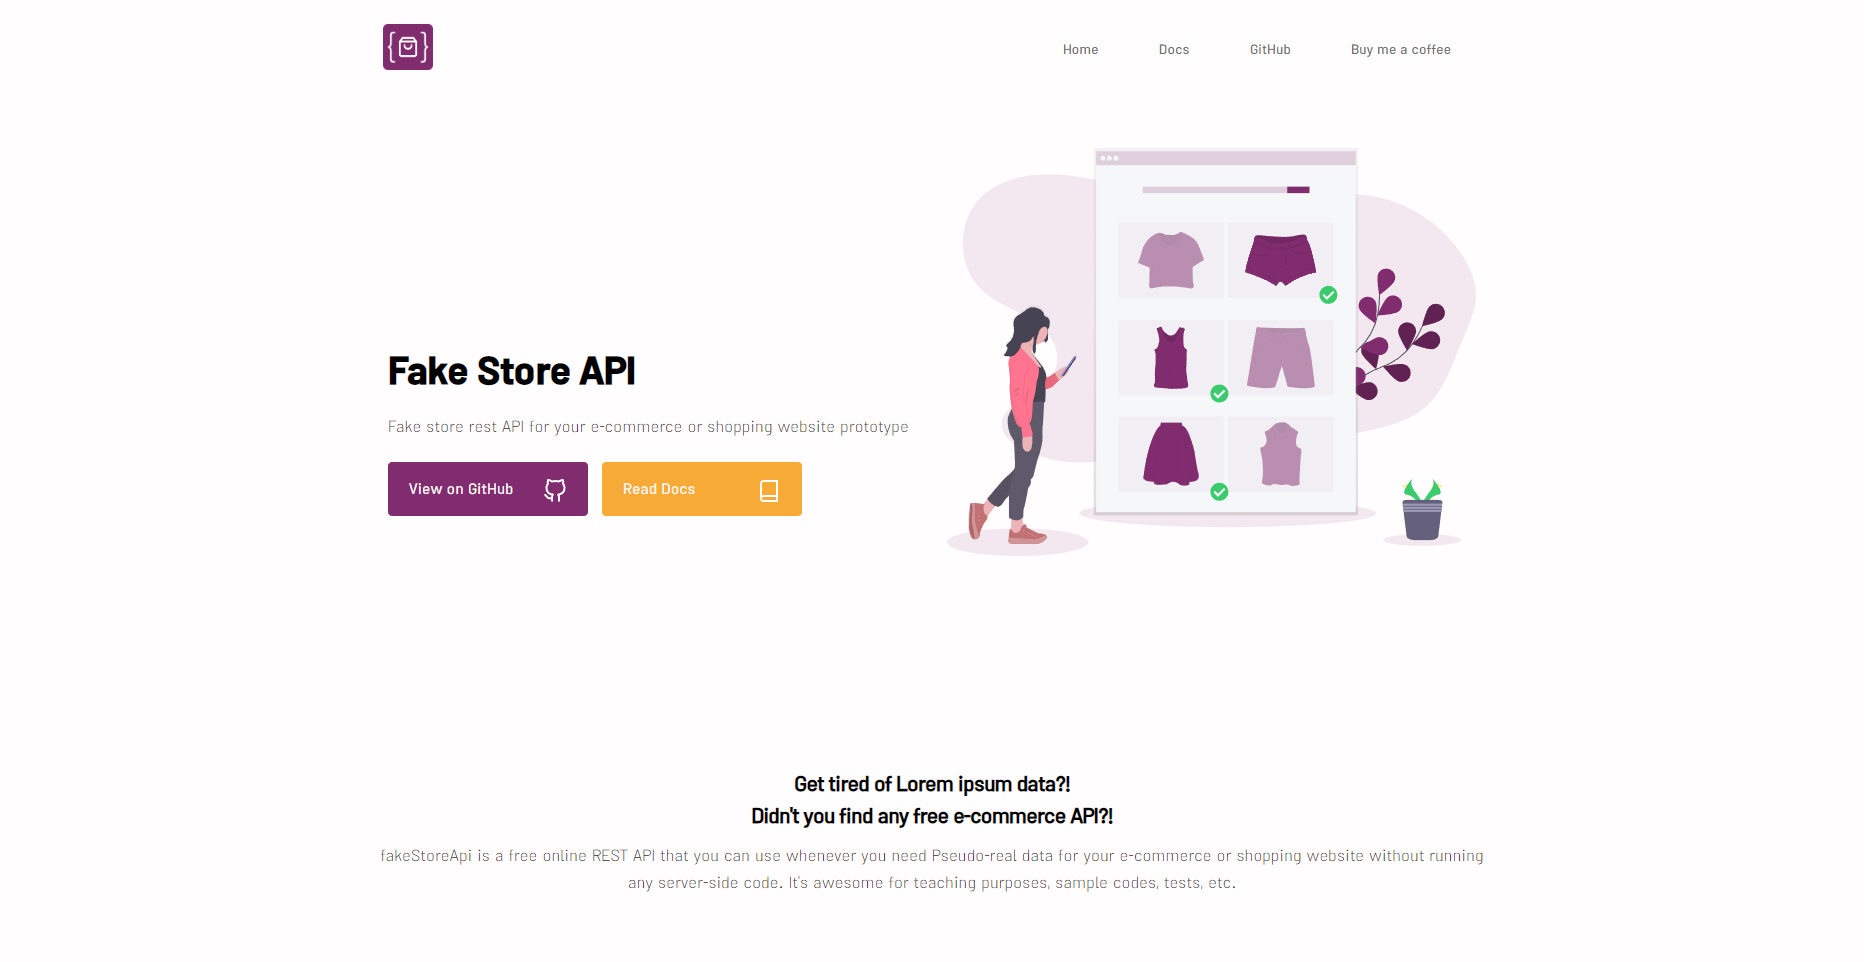 Home
Docs
GitHub
Buy me a coffee
Fake Store API
Fake store rest API for your e-commerce or shopping website prototype
View on GitHub
Read Docs
Get tired of Lorem ipsum data?!
Didn't you find any free e-commerce API?!
fakeStoreApi is a free online REST API that you can use whenever you need Pseudo-real data for your e-commerce or shopping website without running
any server-side code. It's awesome for teaching purposes, sample codes, tests, etc.